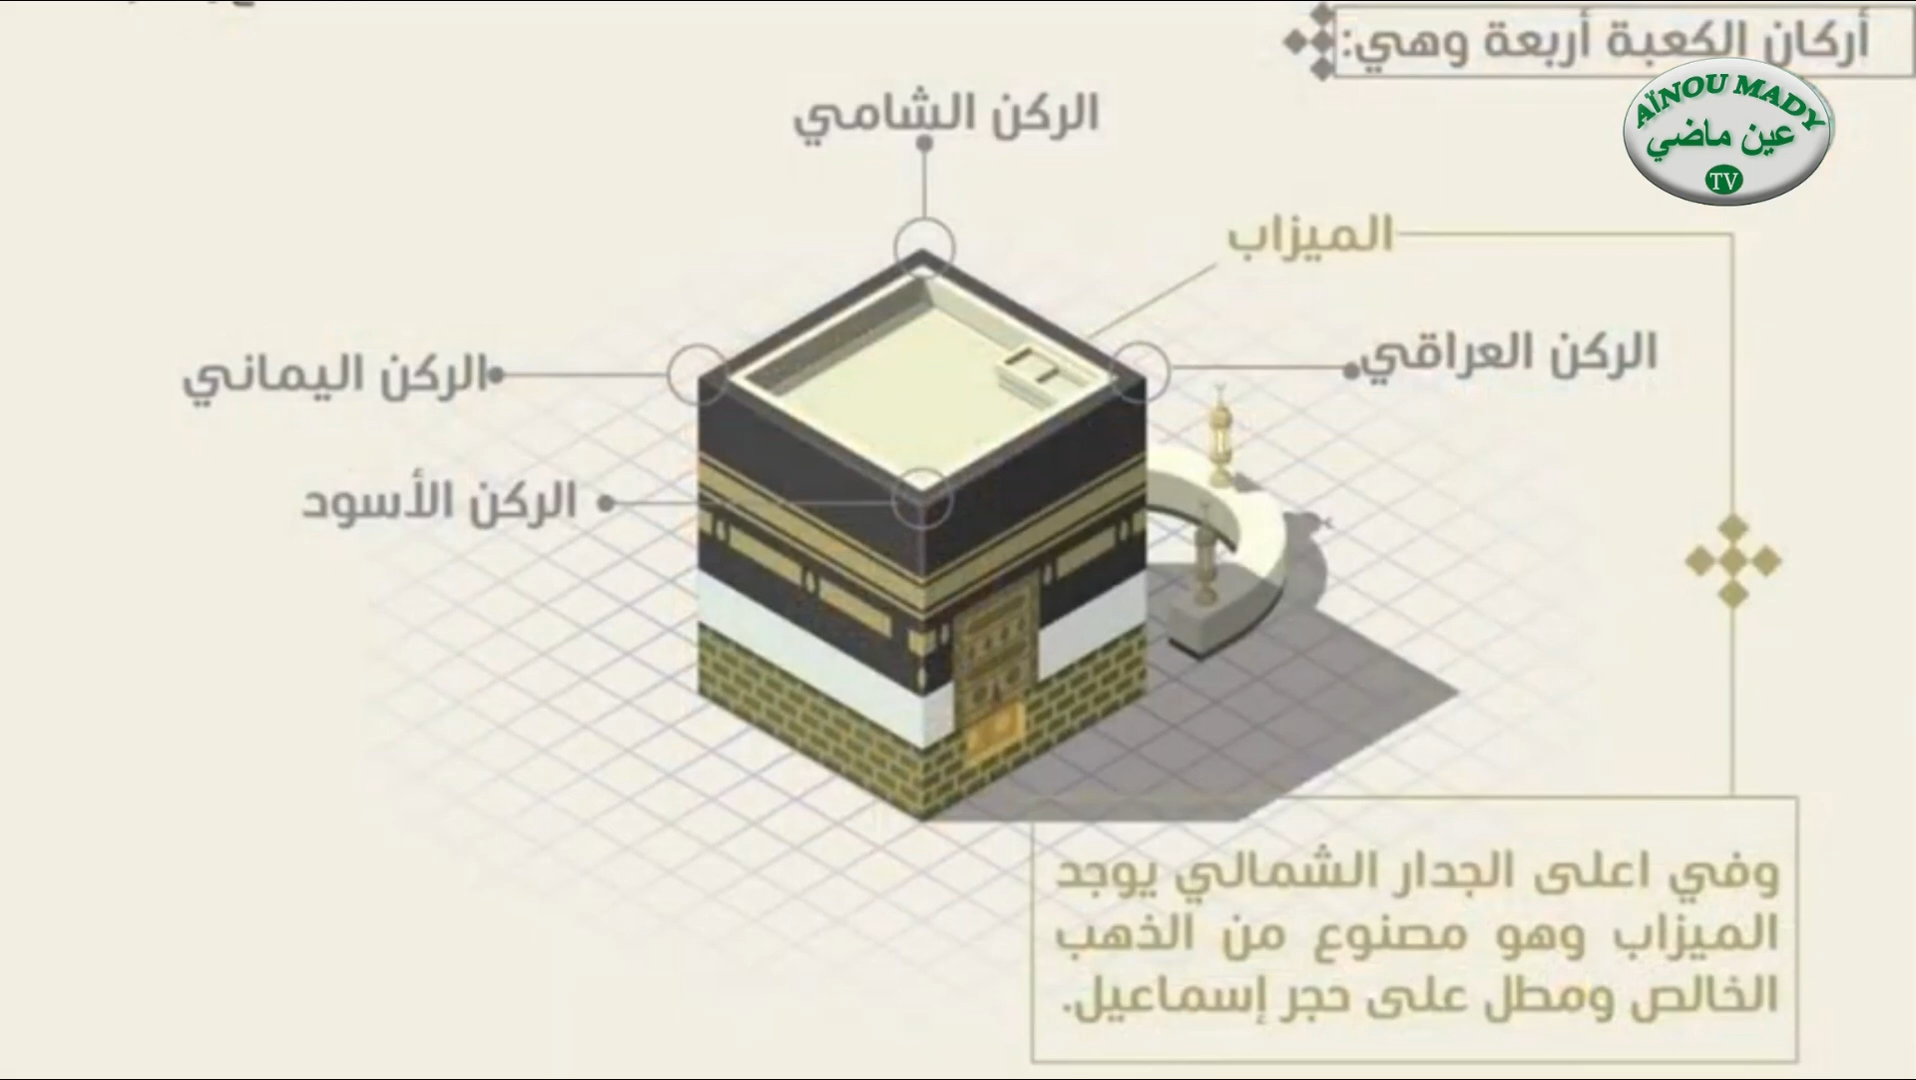 أركان الكعبة أربعة وهي:
AÏNOU MADY
عين ماضي
TV
الركن الشامي
الميزاب
الركن العراقي
الركن اليماني
الركن الأسود
وفي اعلى الجدار الشمالي يوجد
الميزاب وهو مصنوع من الذهب
الخالص ومطل على حجر إسماعيل.